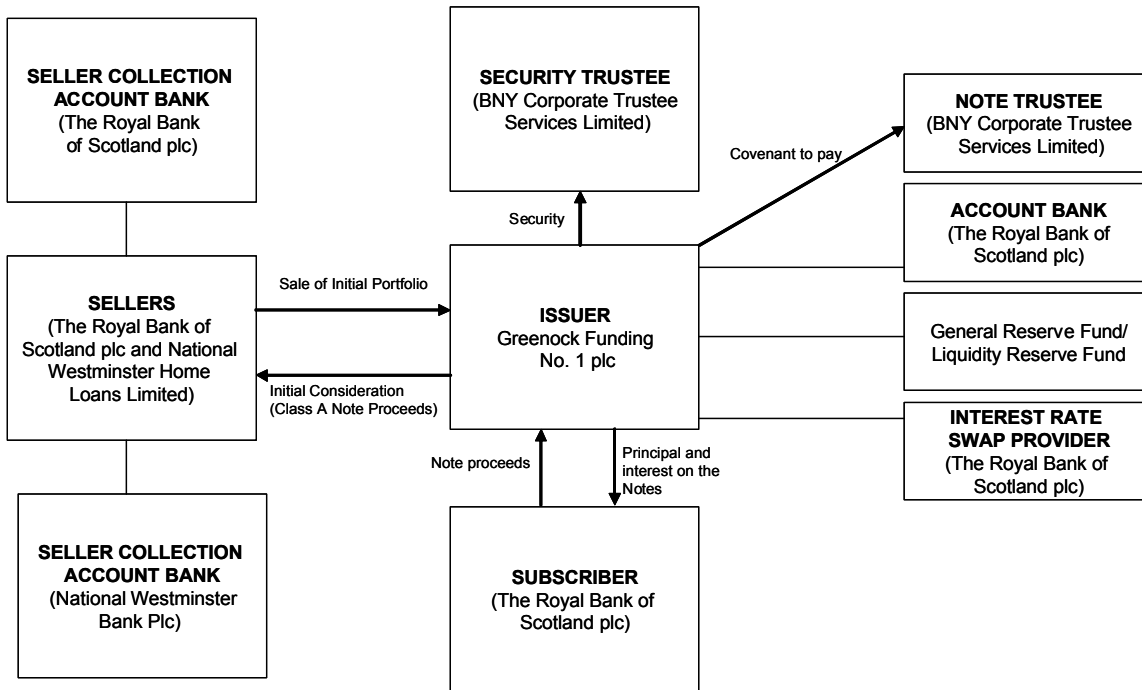 SELLER COLLECTION
ACCOUNT BANK
(The Royal Bank
of Scotland plc)
SECURITY TRUSTEE
(BNY Corporate Trustee
Services Limited)
NOTE TRUSTEE
(BNY Corporate Trustee
Services Limited)
Covenant to pay
Security
ACCOUNT BANK
(The Royal Bank of
Scotland plc)
SELLERS
(The Royal Bank of
Scotland plc and National
Westminster Home
Loans Limited)
Sale of Initial Portfolio
Initial Consideration
(Class A Note Proceeds)
ISSUER
Greenock Funding
No. 1 plc
General Reserve Fund/
Liquidity Reserve Fund
INTEREST RATE
SWAP PROVIDER
(The Royal Bank of
Scotland plc)
Note proceeds
Principal and
interest on the
Notes
SELLER COLLECTION
ACCOUNT BANK
(National Westminster
Bank Plc)
SUBSCRIBER
(The Royal Bank of
Scotland plc)